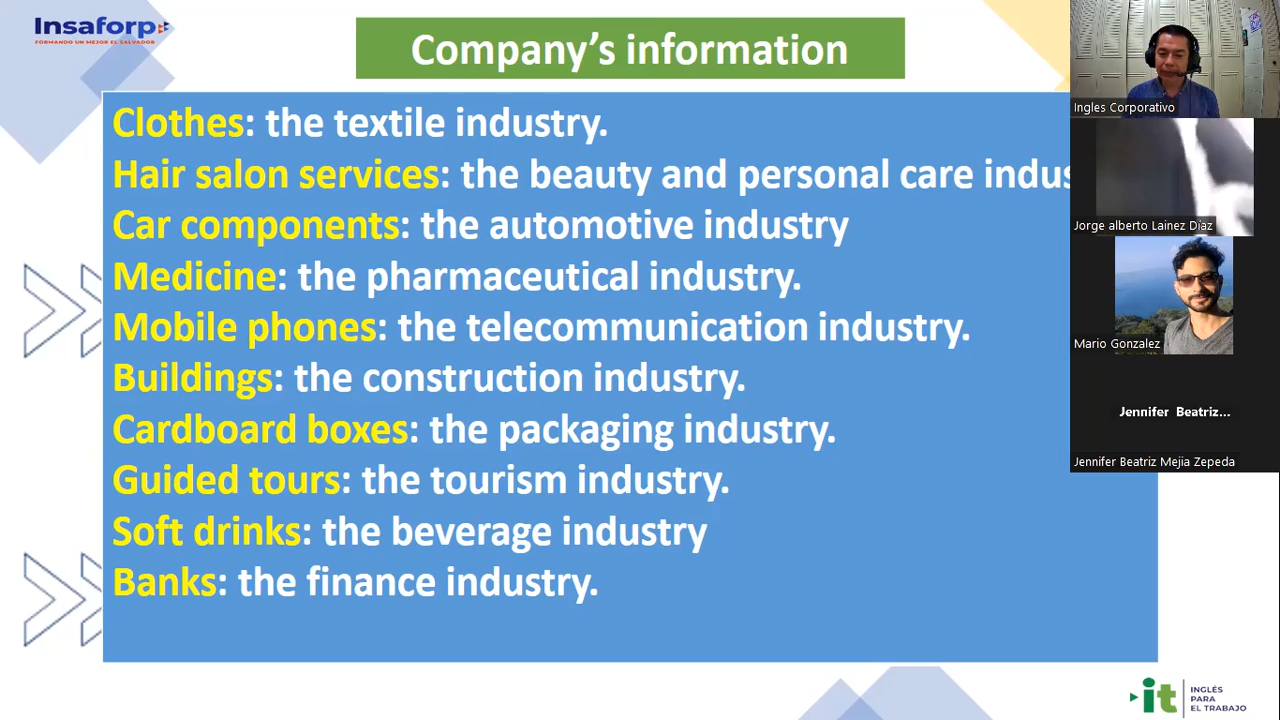 Insaforp
FORMANDO UN MEJOR EL SALVADOR
Company's information
Clothes: the textile industry.
Hair salon services: the beauty and personal care indus
Car components: the automotive industry
Medicine: the pharmaceutical industry.
Mobile phones: the telecommunication industry.
Buildings: the construction industry.
Cardboard boxes: the packaging industry.
Guided tours: the tourism industry.
Soft drinks: the beverage industry
Banks: the finance industry.
Ingles Corporativo
Jorge alberto Lainez Diaz
Mario Gonzalez
Jennifer Beatriz...
Jennifer Beatriz Mejia Zepeda
it
INGLÉS
PARA
EL TRABAJO